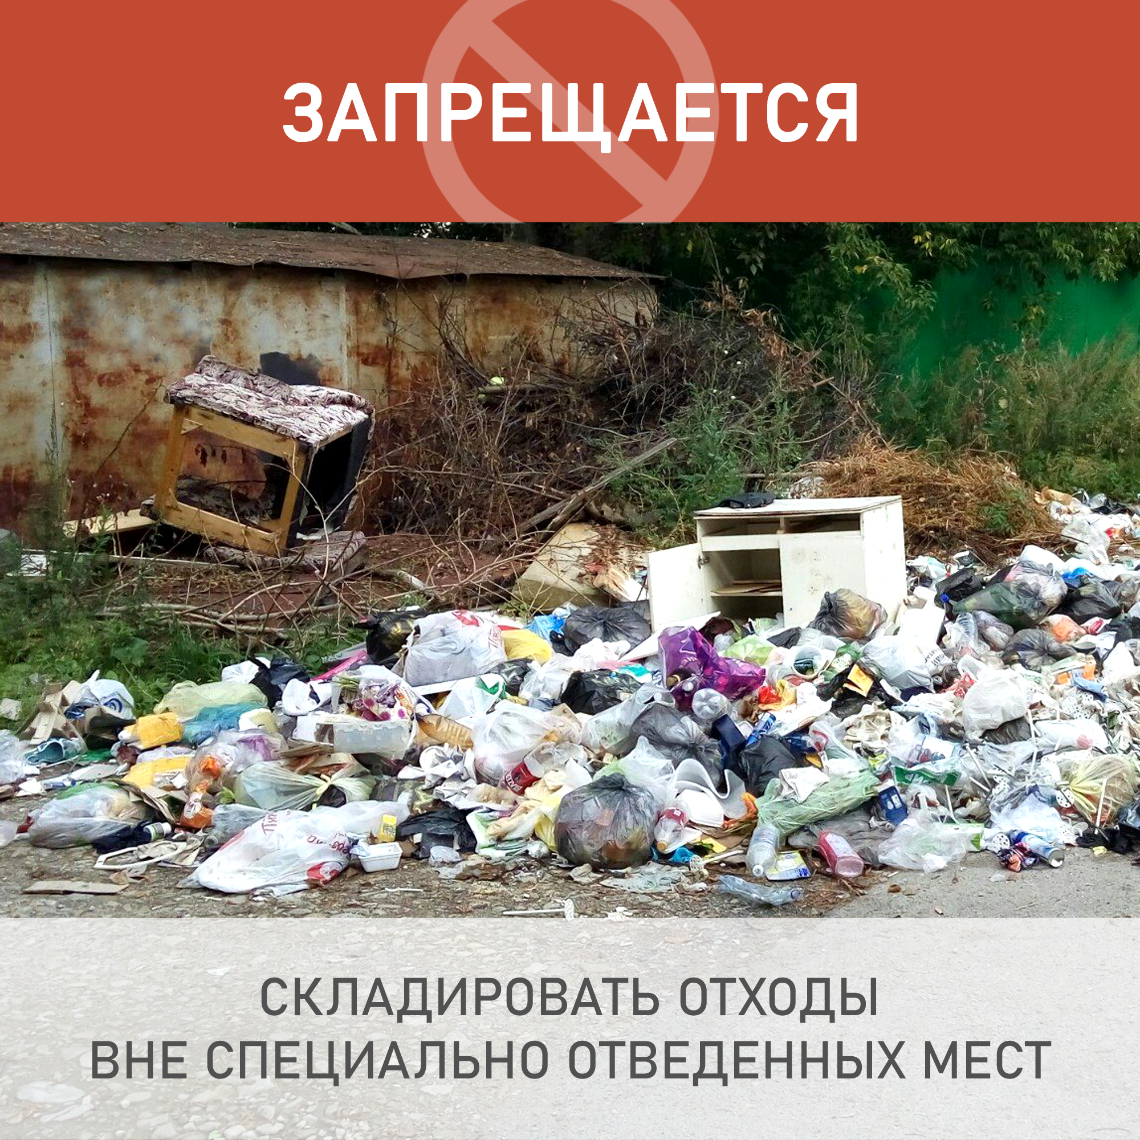 ЗАПРЕЩАЕТСЯ
СКЛАДИРОВАТЬ ОТХОДЫ
ВНЕ СПЕЦИАЛЬНО ОТВЕДЕННЫХ МЕСТ